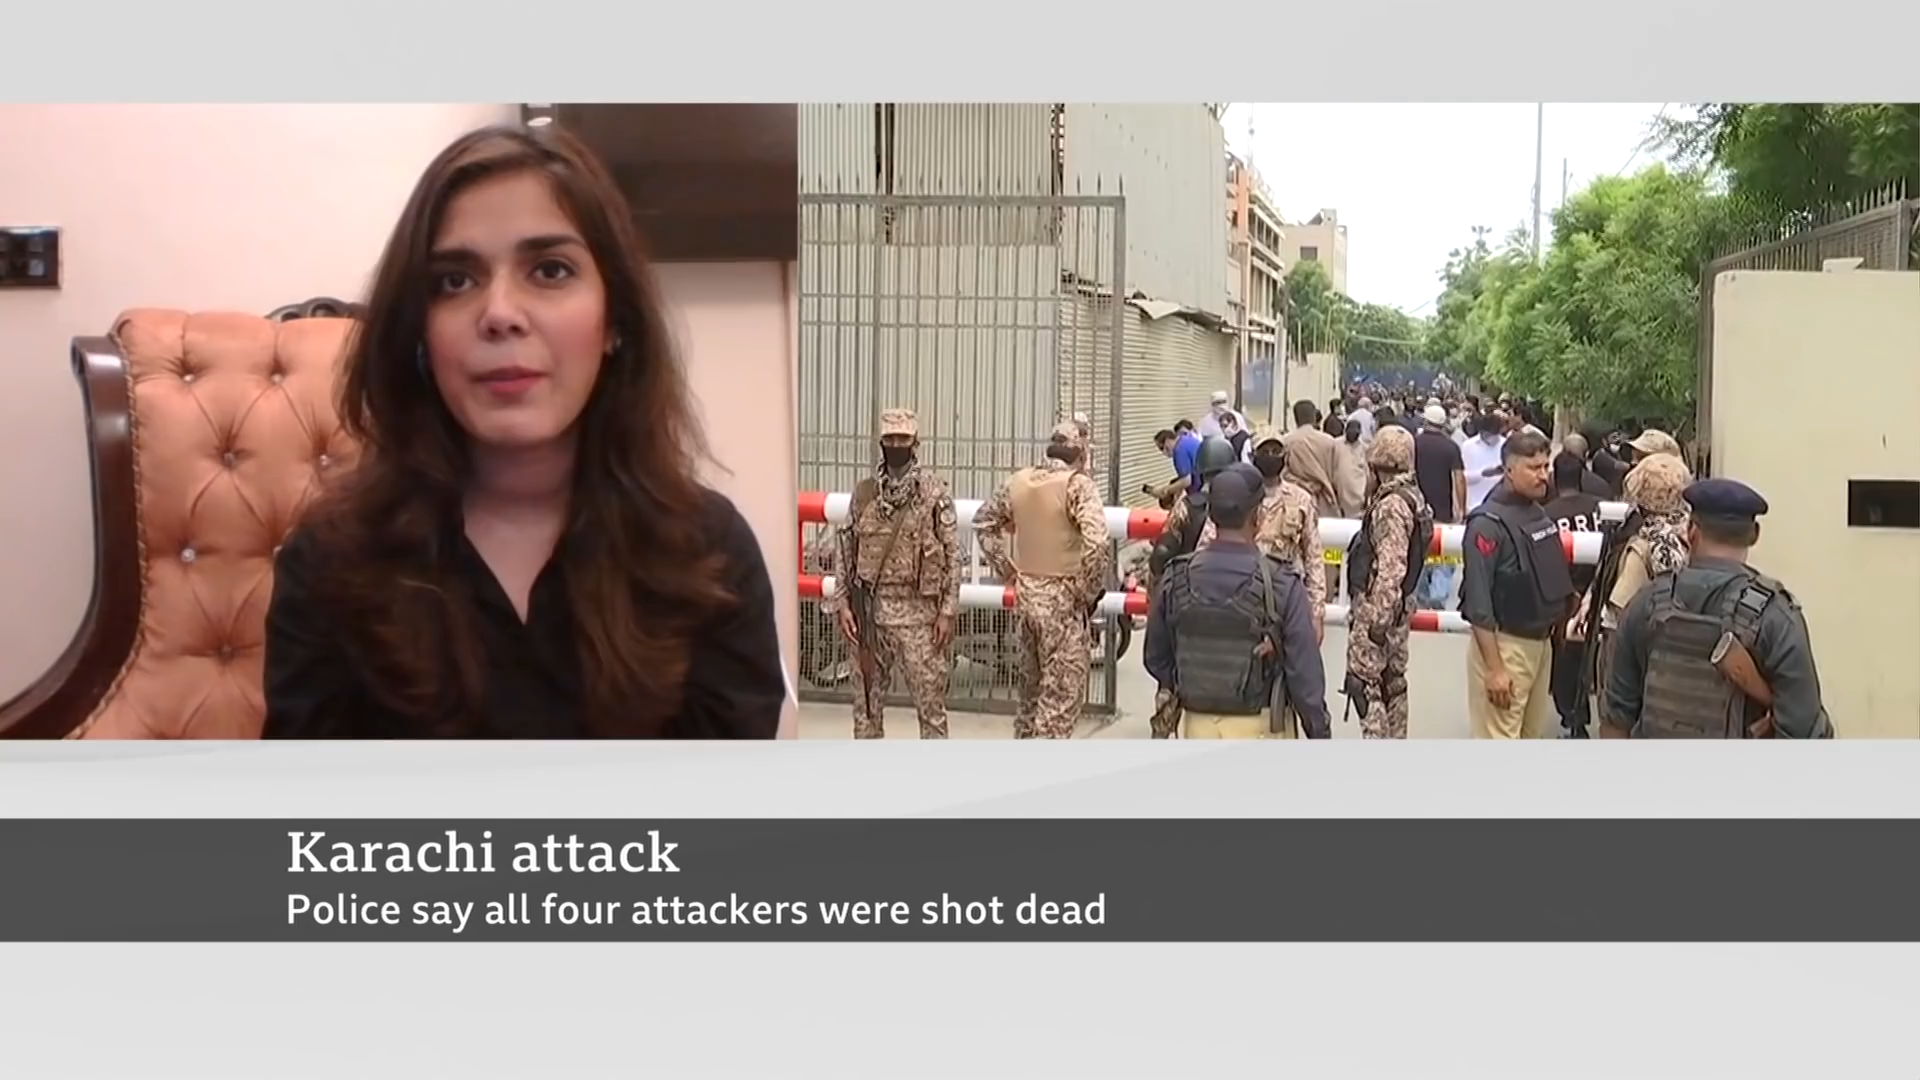 Karachi attack
Police say all four attackers were shot dead